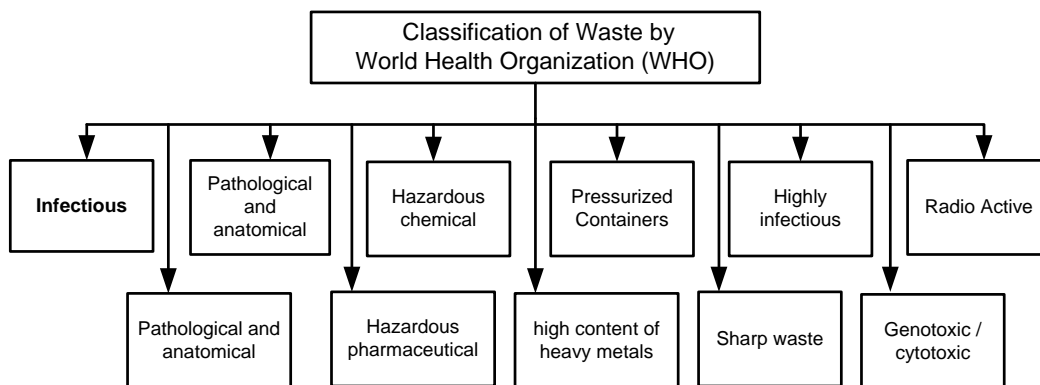 Classification of Waste by
World Health Organization (WHO)
Infectious
Pathological
and
anatomical
Hazardous
chemical
Pressurized
Containers
Highly
infectious
Radio Active
Pathological and
anatomical
Hazardous
pharmaceutical
high content of
heavy metals
Sharp waste
Genotoxic /
cytotoxic